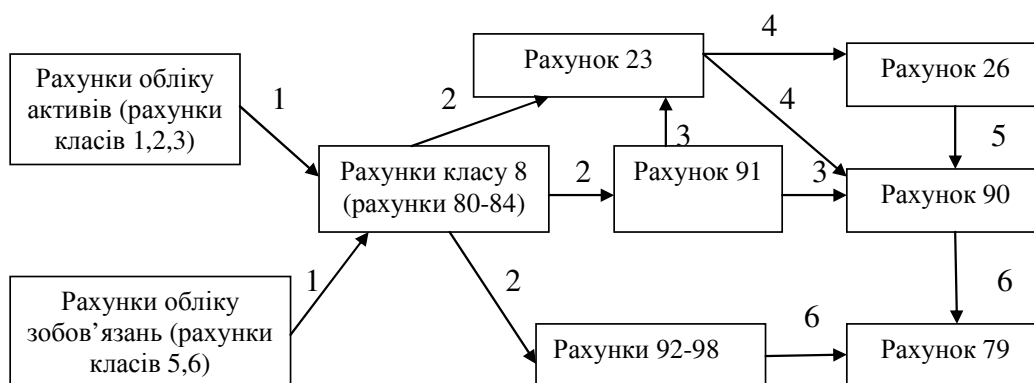 Рахунки обліку
активів (рахунки
класів 1,2,3)
1
Рахунки обліку
зобов’язань (рахунки
класів 5,6)
1
Рахунки класу 8
(рахунки 80-84)
2
2
2
Рахунок 23
3
Рахунок 91
3
4
4
Рахунок 26
5
Рахунок 90
6
Рахунки 92-98
6
Рахунок 79